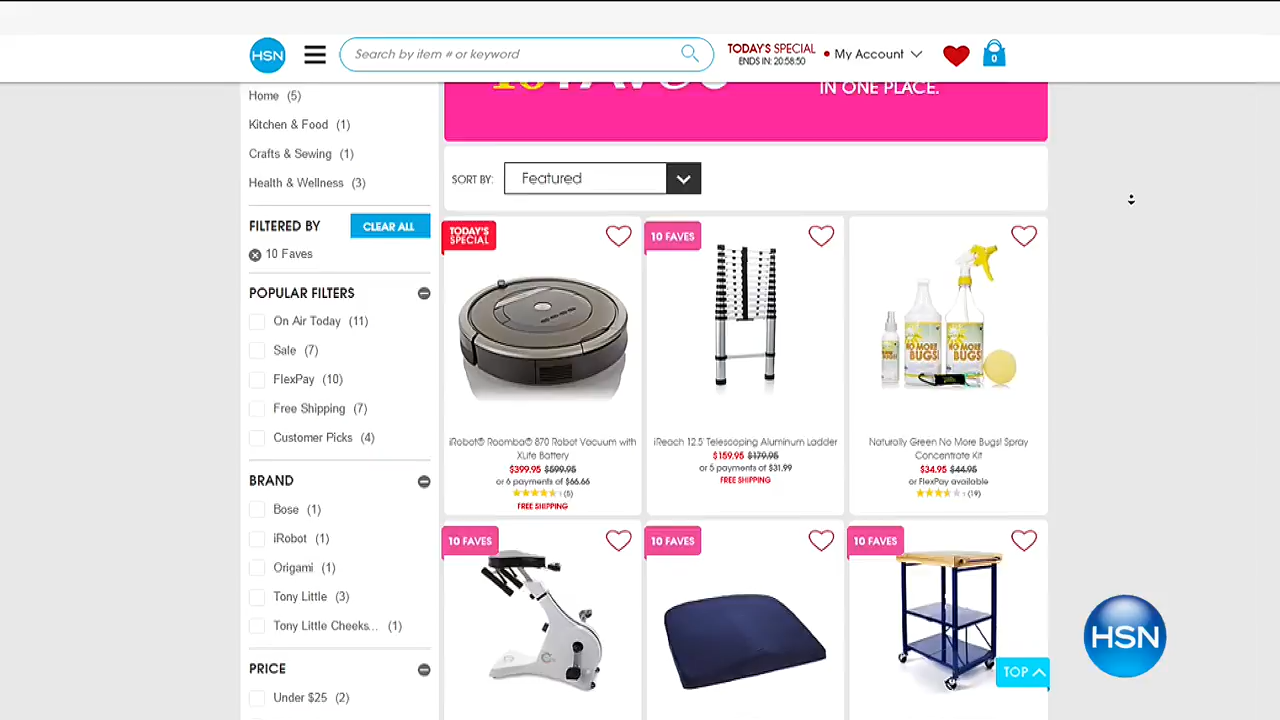 HSN
Search by item # or keyword
TODAY'S SPECIAL
ENDS IN: 20:58:50
My Account
0
IN ONE PLACE.
Home (5)
Kitchen & Food (1)
Crafts & Sewing (1)
Health & Wellness (3)
FILTERED BY
CLEAR ALL
10 Faves
POPULAR FILTERS
On Air Today (11)
Sale (7)
FlexPay (10)
Free Shipping (7)
Customer Picks (4)
BRAND
Bose (1)
iRobot (1)
Origami (1)
Tony Little (3)
Tony Little Cheeks... (1)
PRICE
Under $25 (2)
SORT BY:
Featured
TODAY'S
SPECIAL
iRobot® Roomba® 870 Robot Vacuum with
XLife Battery
$399.95 $599.95
or 6 payments of $66.66
(5)
FREE SHIPPING
10 FAVES
iReach 12.5' Telescoping Aluminum Ladder
$159.95 $179.95
or 5 payments of $31.99
FREE SHIPPING
NO MORE
BUGS!
NO MORE
BUGS!
Naturally Green No More Bugs! Spray
Concentrate Kit
$34.95 $44.95
or FlexPay available
(19)
10 FAVES
10 FAVES
10 FAVES
TOP
HSN